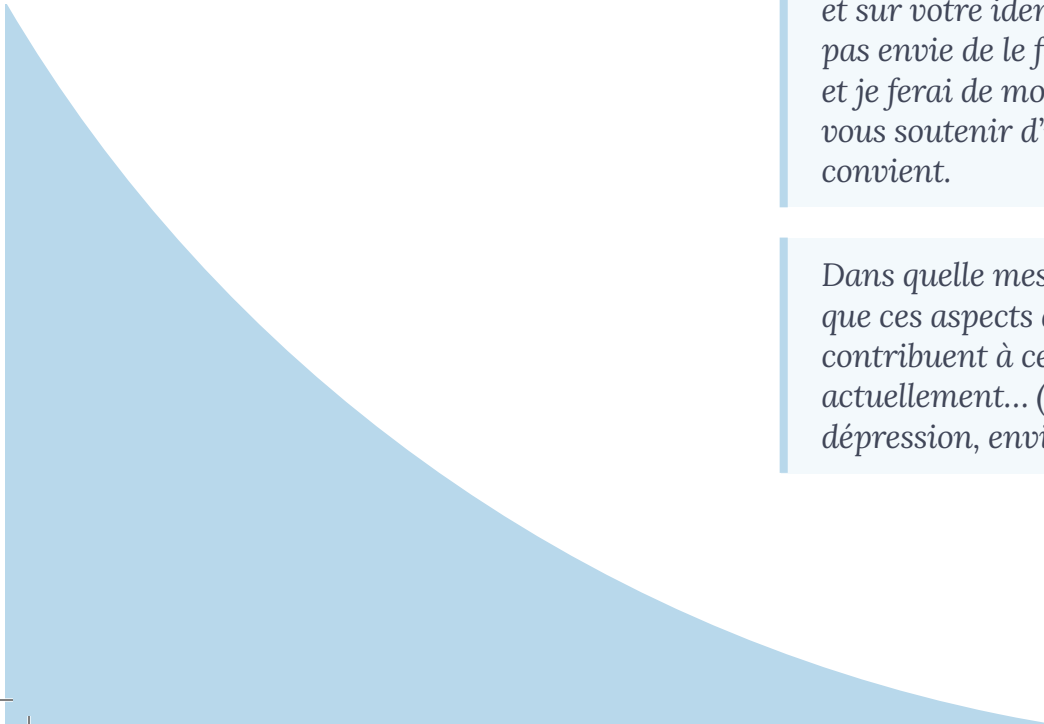 et sur votre iden
pas envie de le f
et je ferai de mo
vous soutenir d’
convient.
Dans quelle mes
que ces aspects
contribuent à ce
actuellement… (
dépression, envi